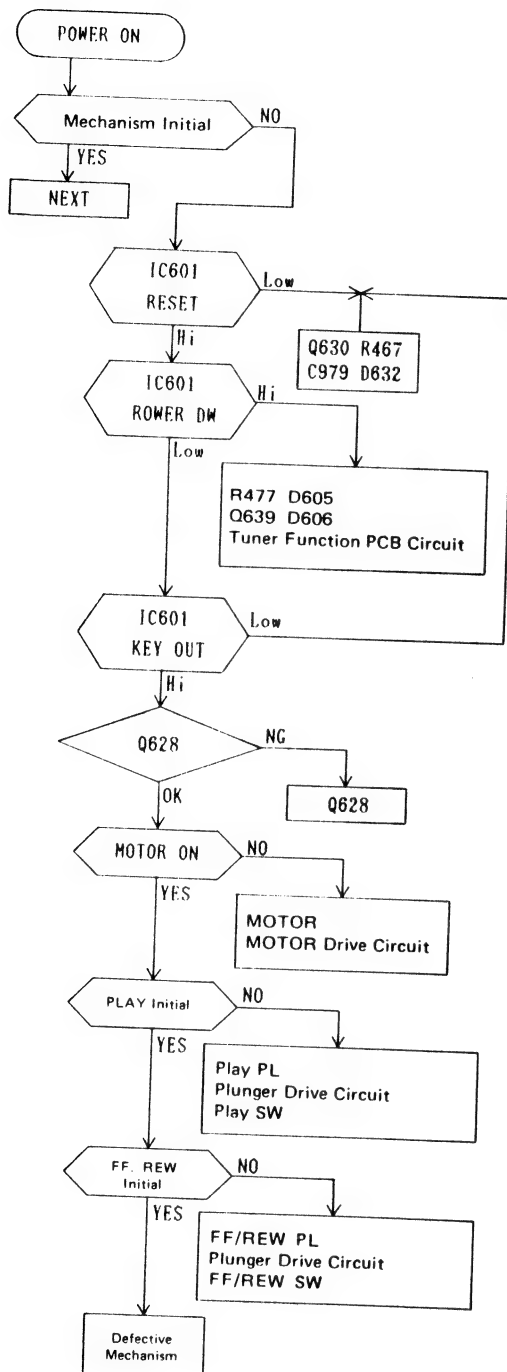 POWER ON
Mechanism Initial
NO
YES
NEXT
IC601
RESET
Low
Hi
Q630 R467
C979 D632
IC601
ROWER DW
Hi
Low
R477 D605
Q639 D606
Tuner Function PCB Circuit
IC601
KEY OUT
Low
Hi
Q628
NG
OK
Q628
MOTOR ON
NO
YES
MOTOR
MOTOR Drive Circuit
PLAY Initial
NO
YES
Play PL
Plunger Drive Circuit
Play SW
FF. REW
Initial
NO
YES
FF/REW PL
Plunger Drive Circuit
FF/REW SW
Defective
Mechanism